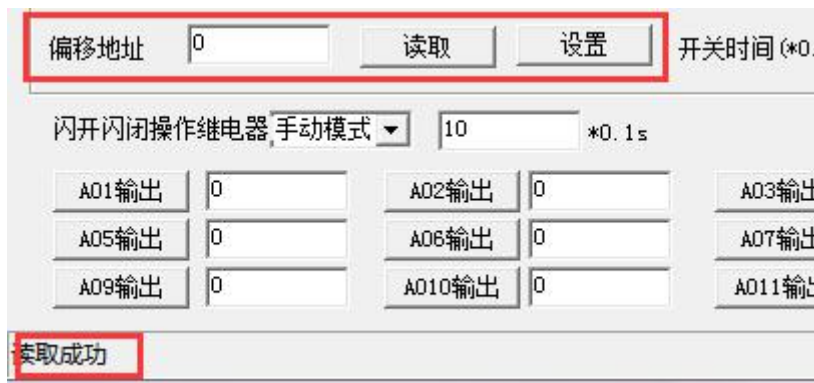 偏移地址 0 读取 设置 开关时间(*0.
闪开闪闭操作继电器 手动模式 10 *0.1s
A01输出 0 A02输出 0 A03输出
A05输出 0 A06输出 0 A07输出
A09输出 0 A010输出 0 A011输出
读取成功